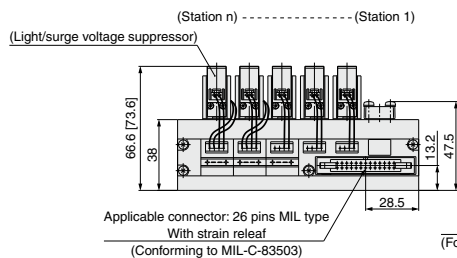 (Station n) ------------ (Station 1)
(Light/surge voltage suppressor)
66.6 [73.6]
38
13.2
47.5
28.5
Applicable connector: 26 pins MIL type
With strain releaf
(Conforming to MIL-C-83503)
(Fo